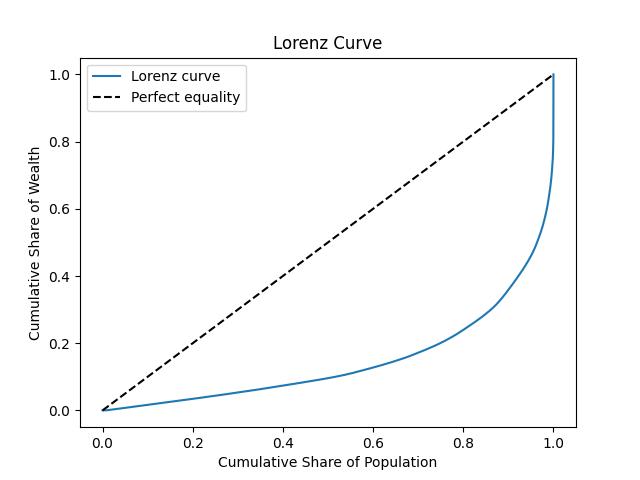 Lorenz Curve
Lorenz curve
Perfect equality
1.0
0.8
0.6
0.4
0.2
0.0
Cumulative Share of Wealth
0.0 0.2 0.4 0.6 0.8 1.0
Cumulative Share of Population